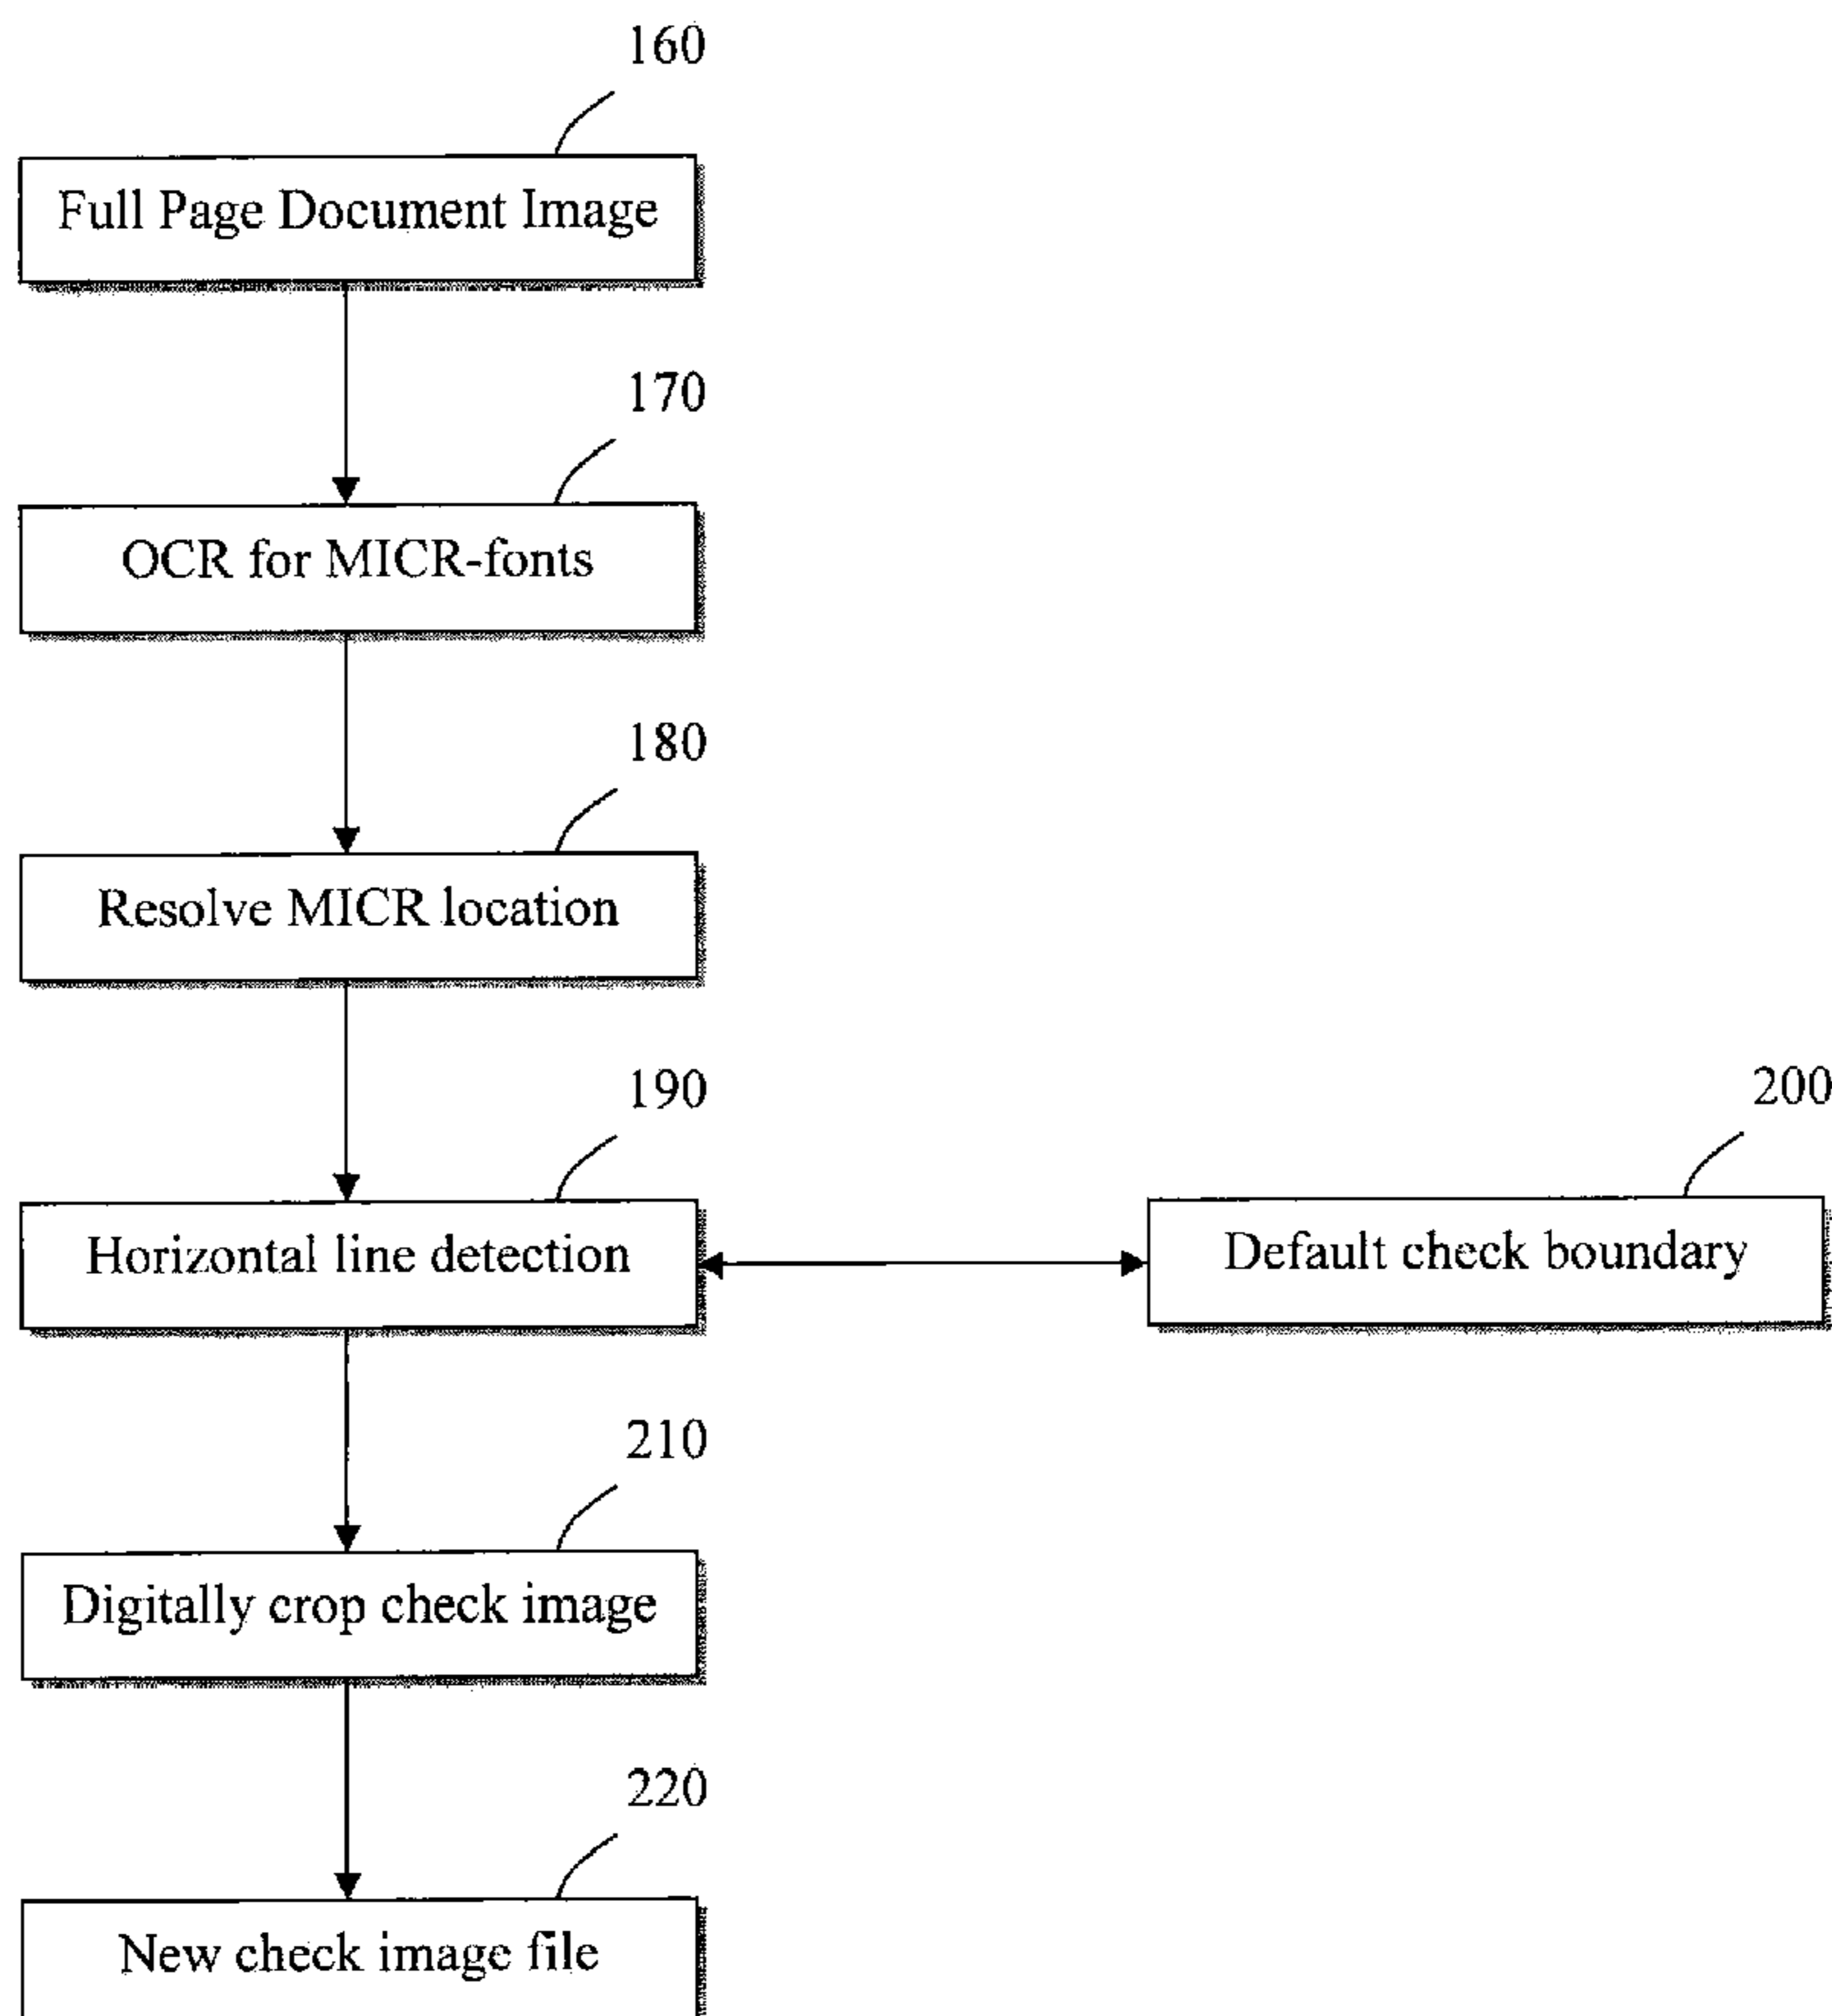 160
Full Page Document Image
170
OCR for MICR-fonts
180
Resolve MICR location
190
200
Horizontal line detection
Default check boundary
210
Digitally crop check image
220
New check image file